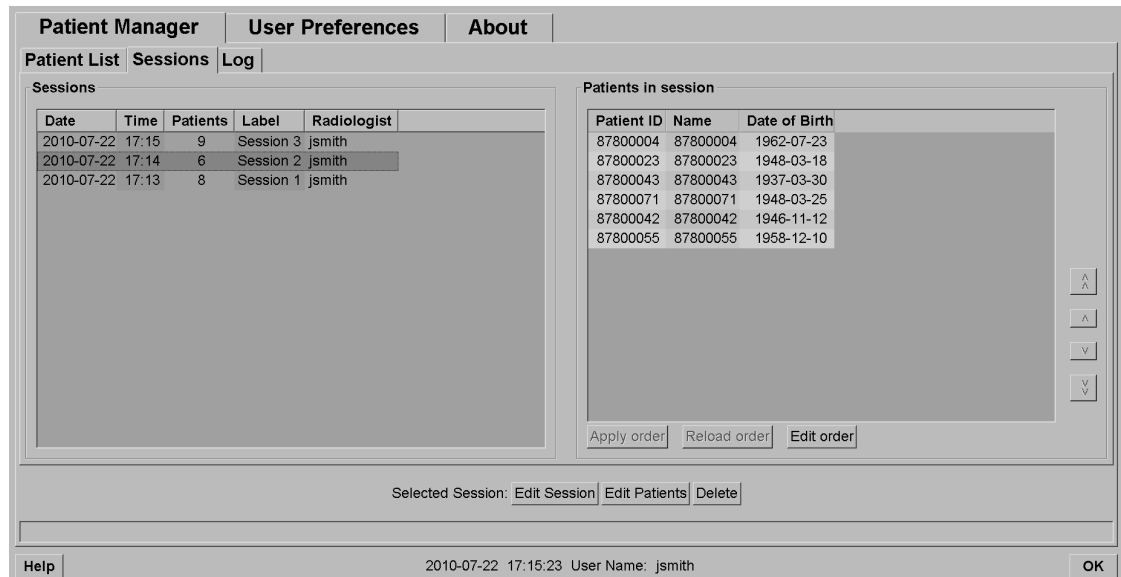 Patient Manager User Preferences About
Patient List Sessions Log
Sessions
Date Time Patients Label Radiologist
2010-07-22 17:15 9 Session 3 jsmith
2010-07-22 17:14 6 Session 2 jsmith
2010-07-22 17:13 8 Session 1 jsmith
Patients in session
Patient ID Name Date of Birth
87800004 87800004 1962-07-23
87800023 87800023 1948-03-18
87800043 87800043 1937-03-30
87800071 87800071 1948-03-25
87800042 87800042 1946-11-12
87800055 87800055 1958-12-10
Apply order Reload order Edit order
Selected Session: Edit Session Edit Patients Delete
Help 2010-07-22 17:15:23 User Name: jsmith OK